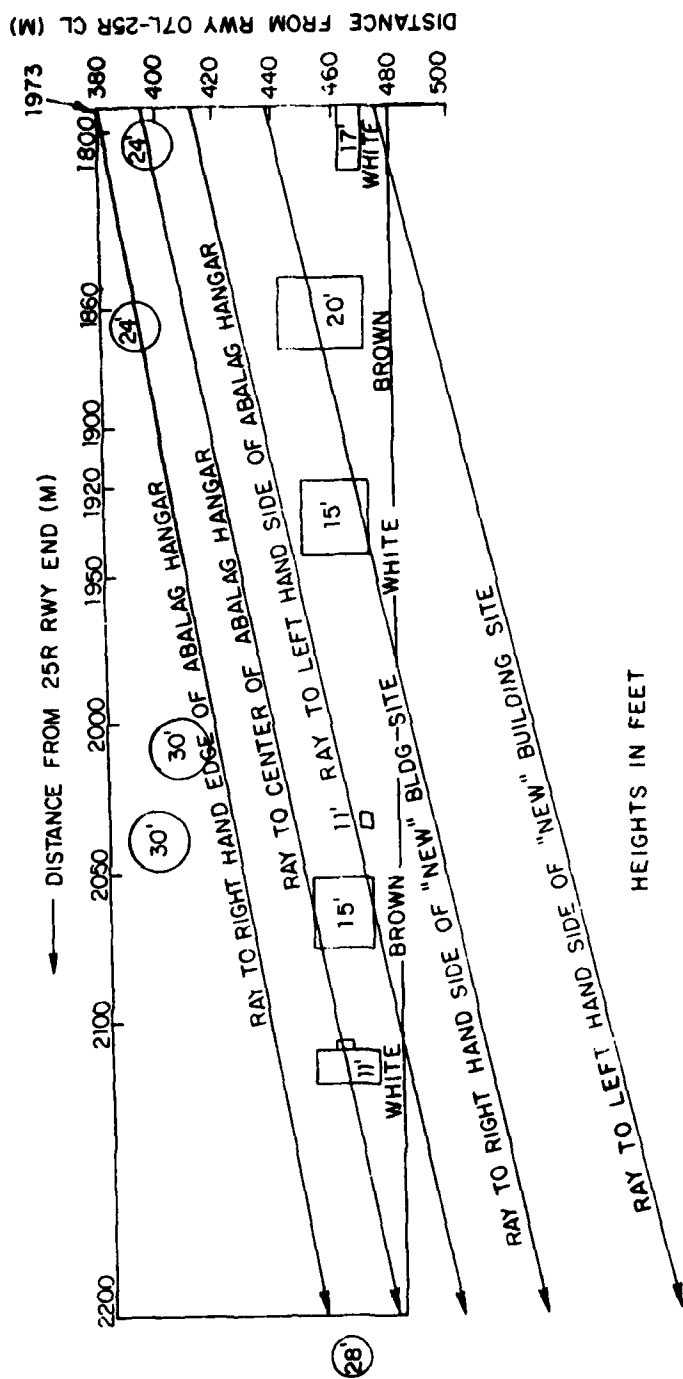 DISTANCE FROM RWY 07L-25R CL (M)
1973
380
400
420
440
460
480
500
← DISTANCE FROM 25R RWY END (M)
2200
2100
2050
2000
1950
1920
1900
1860
1800
24'
24'
30'
30'
28'
RAY TO RIGHT HAND EDGE OF ABALAG HANGAR
RAY TO CENTER OF ABALAG HANGAR
RAY TO LEFT HAND SIDE OF ABALAG HANGAR
11'
15'
11'
15'
20'
17'
WHITE
BROWN
WHITE
BROWN
WHITE
RAY TO RIGHT HAND SIDE OF "NEW" BLDG-SITE
RAY TO LEFT HAND SIDE OF "NEW" BUILDING SITE
HEIGHTS IN FEET